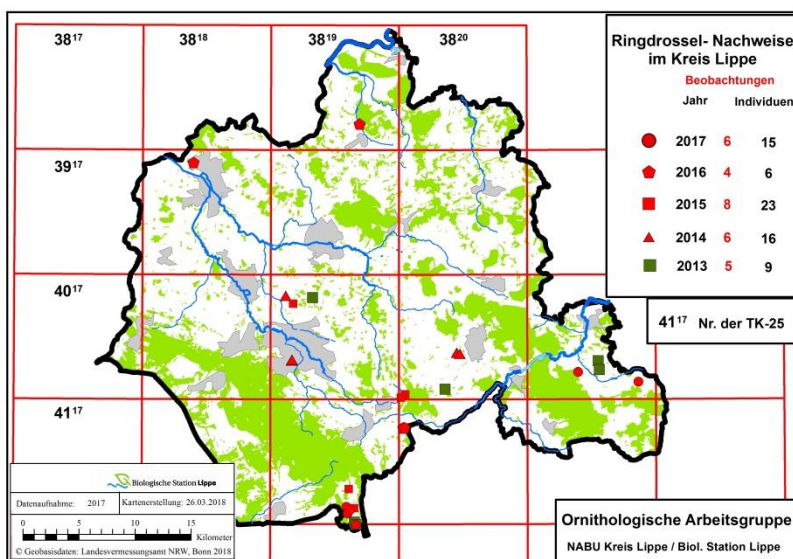 38¹⁷
38¹⁸
38¹⁹
38²⁰
39¹⁷
40¹⁷
41¹⁷
Ringdrossel- Nachweise
im Kreis Lippe
Beobachtungen
Jahr Individuen
2017 6 15
2016 4 6
2015 8 23
2014 6 16
2013 5 9
41¹⁷ Nr. der TK-25
Biologische Station Lippe
Datenaufnahme: 2017 Kartenerstellung: 26.03.2018
0 5 10 15
Kilometer
© Geobasisdaten: Landesvermessungsamt NRW, Bonn 2018
Ornithologische Arbeitsgruppe
NABU Kreis Lippe / Biol. Station Lippe